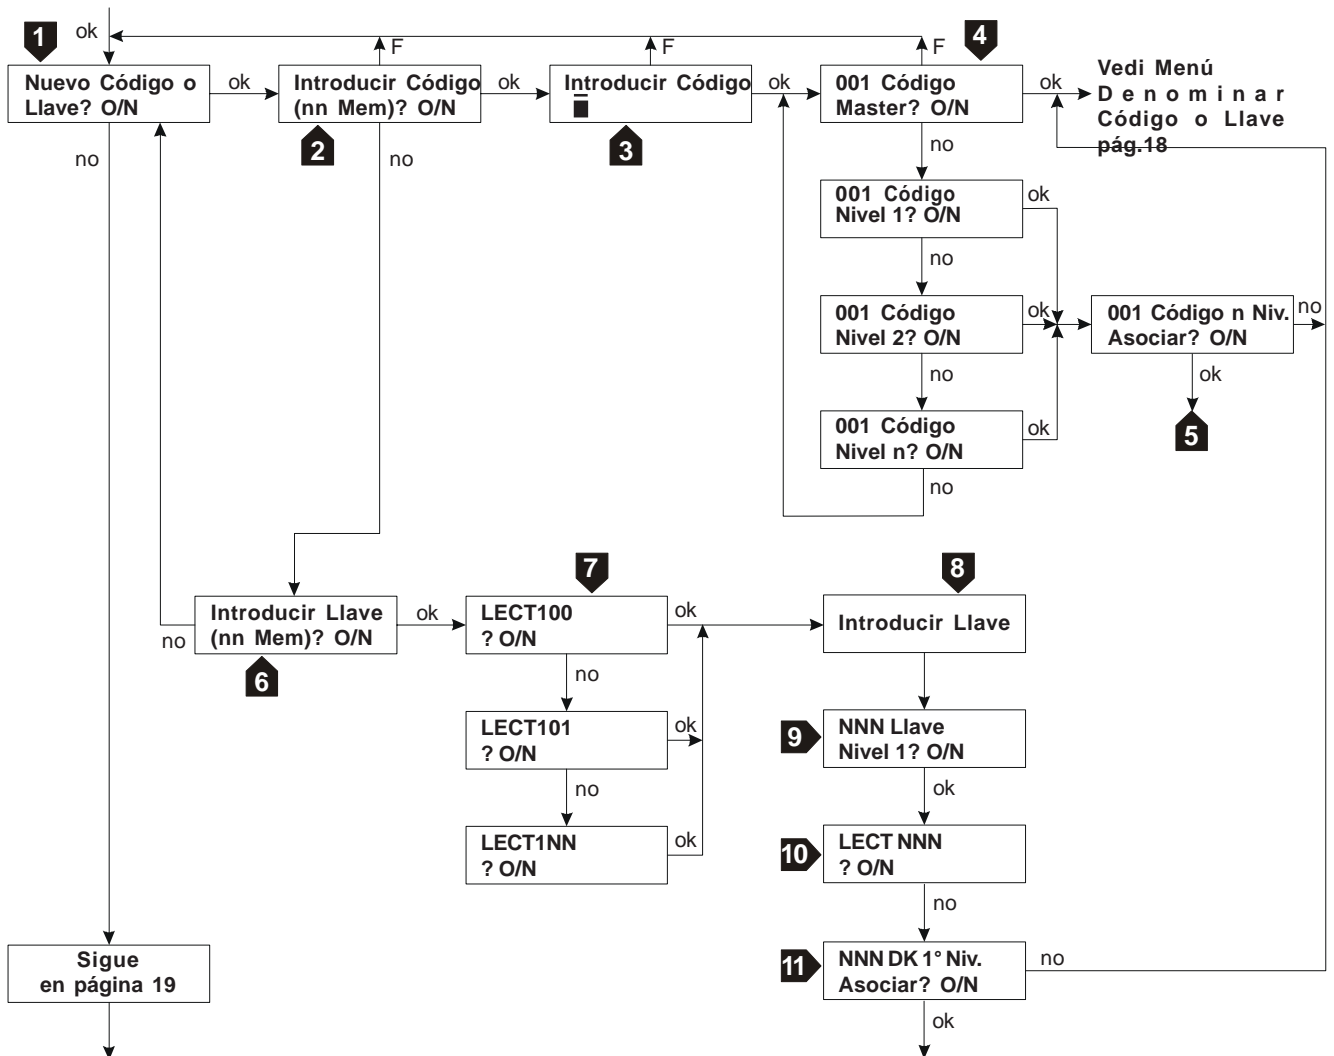 ok
1
Nuevo Código o
Llave? O/N
ok
no
F
Introducir Código
(nn Mem)? O/N
2
ok
no
F
Introducir Código
3
ok
F
4
001 Código
Master? O/N
ok
no
Vedi Menú
Denominar
Código o Llave
pág.18
001 Código
Nivel 1? O/N
ok
no
001 Código
Nivel 2? O/N
ok
no
001 Código
Nivel n? O/N
ok
no
001 Código n Niv.
Asociar? O/N
no
ok
5
Introducir Llave
(nn Mem)? O/N
no
ok
6
7
LECT100
? O/N
ok
no
LECT101
? O/N
ok
no
LECT1NN
? O/N
ok
8
Introducir Llave
9
NNN Llave
Nivel 1? O/N
ok
10
LECT NNN
? O/N
no
11
NNN DK 1° Niv.
Asociar? O/N
no
ok
Sigue
en página 19